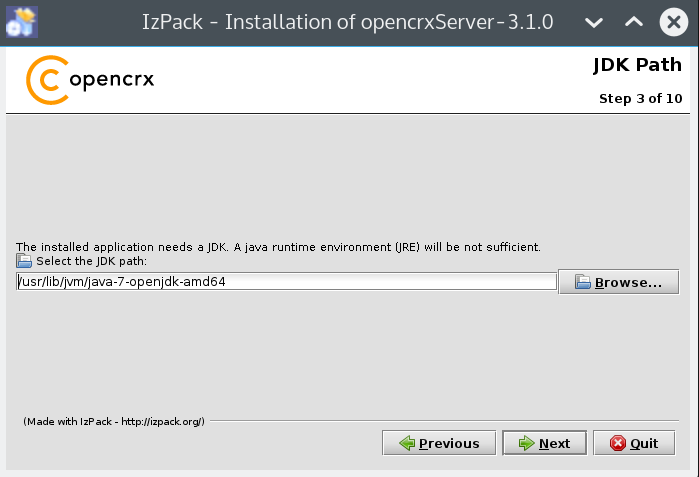 IzPack - Installation of opencrxServer-3.1.0
opencrx
JDK Path
Step 3 of 10
The installed application needs a JDK. A java runtime environment (JRE) will be not sufficient.
Select the JDK path:
/usr/lib/jvm/java-7-openjdk-amd64
Browse...
(Made with IzPack - http://izpack.org/)
Previous
Next
Quit